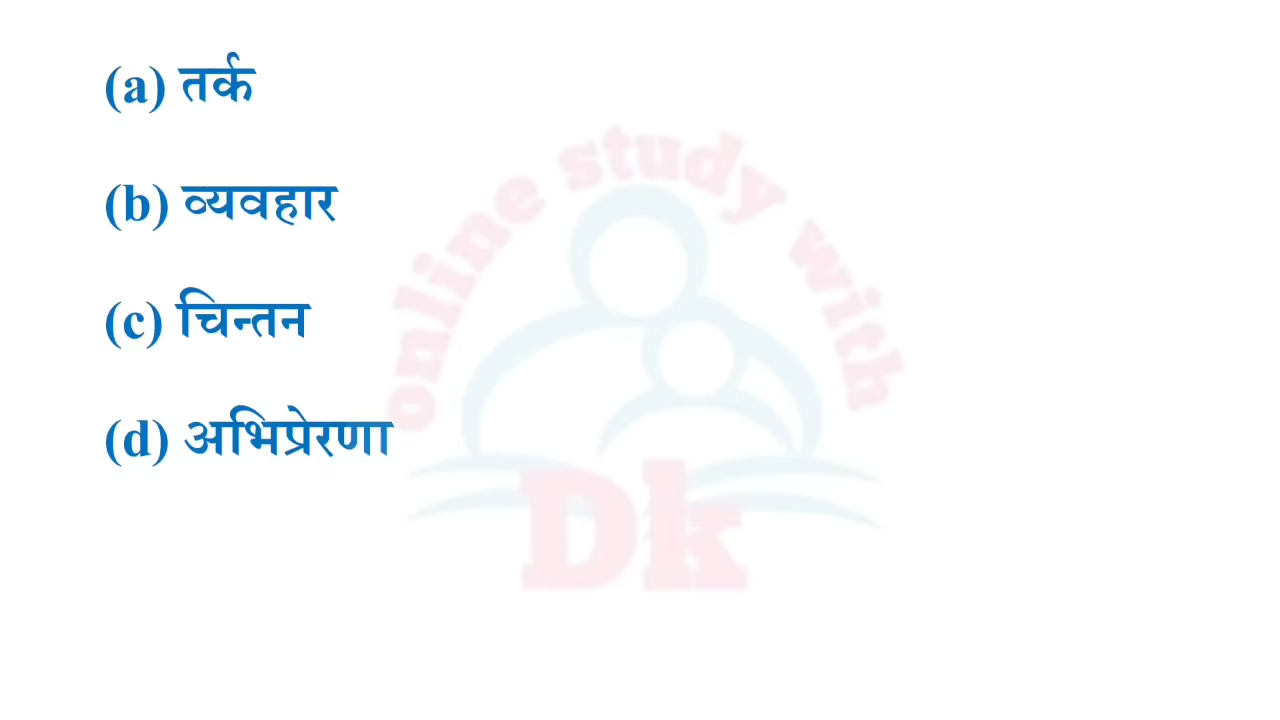 (a) तर्क
(b) व्यवहार
(c) चिन्तन
(d) अभिप्रेरणा
online study with
Dk